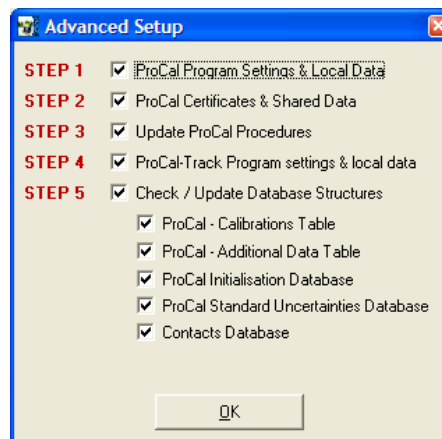 Advanced Setup
STEP 1 ProCal Program Settings & Local Data
STEP 2 ProCal Certificates & Shared Data
STEP 3 Update ProCal Procedures
STEP 4 ProCal-Track Program settings & local data
STEP 5 Check / Update Database Structures
ProCal - Calibrations Table
ProCal - Additional Data Table
ProCal Initialisation Database
ProCal Standard Uncertainties Database
Contacts Database
OK